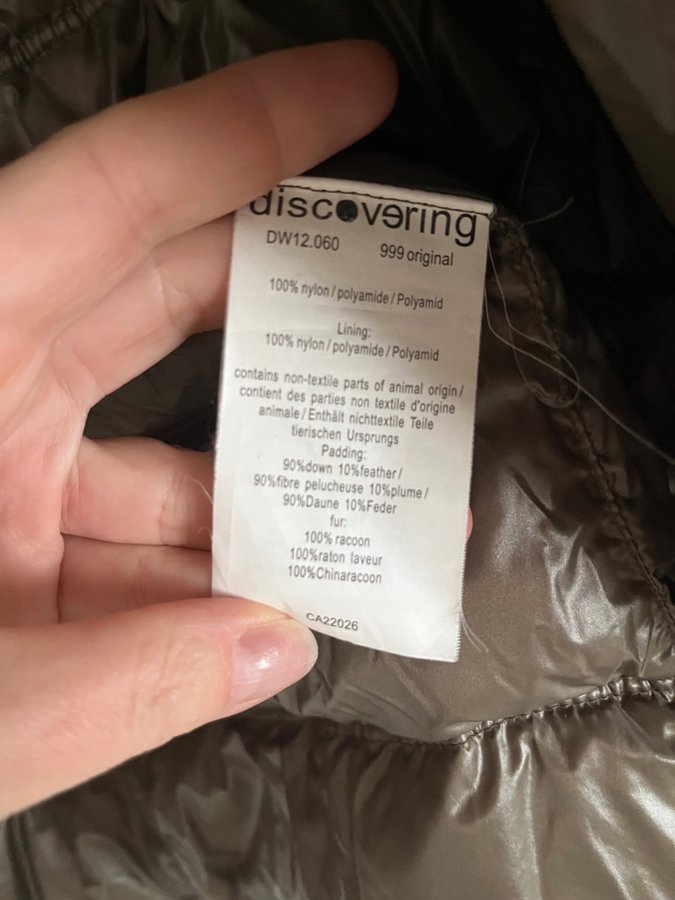 discovering
DW12.060 999 original
100% nylon / polyamide / Polyamid
Lining:
100% nylon / polyamide / Polyamid
contains non-textile parts of animal origin /
contient des parties non textile d'origine
animale / Enthält nichttextile Teile
tierischen Ursprungs
Padding:
90%down 10%feather /
90%fibre pelucheuse 10%plume /
90%Daune 10%Feder
fur:
100% racoon
100%raton laveur
100%Chinaracoon
CA22026